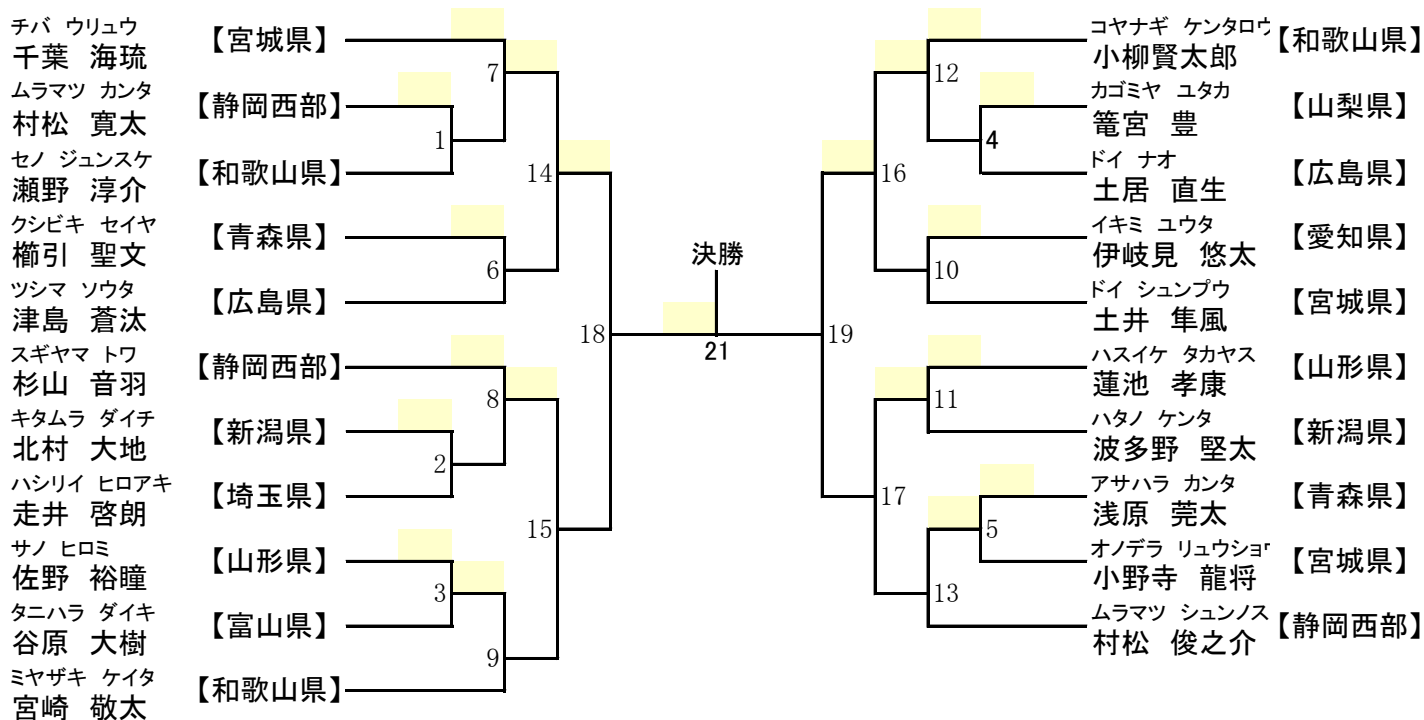 チバ ウリュウ
千葉 海琉 【宮城県】
ムラマツ カンタ
村松 寛太 【静岡西部】
セノ ジュンスケ
瀬野 淳介 【和歌山県】
クシビキ セイヤ
櫛引 聖文 【青森県】
ツシマ ソウタ
津島 蒼汰 【広島県】
スギヤマ トワ
杉山 音羽 【静岡西部】
キタムラ ダイチ
北村 大地 【新潟県】
ハシリイ ヒロアキ
走井 啓朗 【埼玉県】
サノ ヒロミ
佐野 裕瞳 【山形県】
タニハラ ダイキ
谷原 大樹 【富山県】
ミヤザキ ケイタ
宮崎 敬太 【和歌山県】
7
1
14
6
18
8
2
15
3
9
決勝
21
12
4
16
10
19
11
17
5
13
コヤナギ ケンタロウ
小柳賢太郎 【和歌山県】
カゴミヤ ユタカ
篭宮 豊 【山梨県】
ドイ ナオ
土居 直生 【広島県】
イキミ ユウタ
伊岐見 悠太 【愛知県】
ドイ シュンプウ
土井 隼風 【宮城県】
ハスイケ タカヤス
蓮池 孝康 【山形県】
ハタノ ケンタ
波多野 堅太 【新潟県】
アサハラ カンタ
浅原 莞太 【青森県】
オノデラ リュウショウ
小野寺 龍将 【宮城県】
ムラマツ シュンノス
村松 俊之介 【静岡西部】